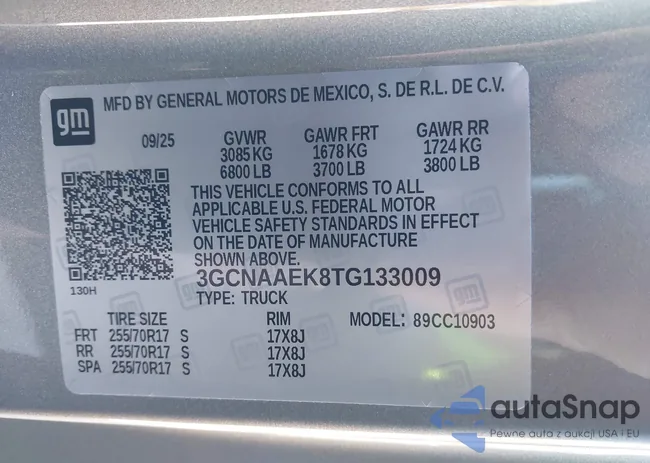 gm
MFD BY GENERAL MOTORS DE MEXICO, S. DE R.L. DE C.V.
09/25 GVWR GAWR FRT GAWR RR
3085 KG 1678 KG 1724 KG
6800 LB 3700 LB 3800 LB
THIS VEHICLE CONFORMS TO ALL
APPLICABLE U.S. FEDERAL MOTOR
VEHICLE SAFETY STANDARDS IN EFFECT
ON THE DATE OF MANUFACTURE
SHOWN ABOVE.
130H
3GCNAAEK8TG133009
TYPE: TRUCK
TIRE SIZE RIM MODEL: 89CC10903
FRT 255/70R17 S 17X8J
RR 255/70R17 S 17X8J
SPA 255/70R17 S 17X8J
autaSnap
Pewne auta z aukcji USA i EU